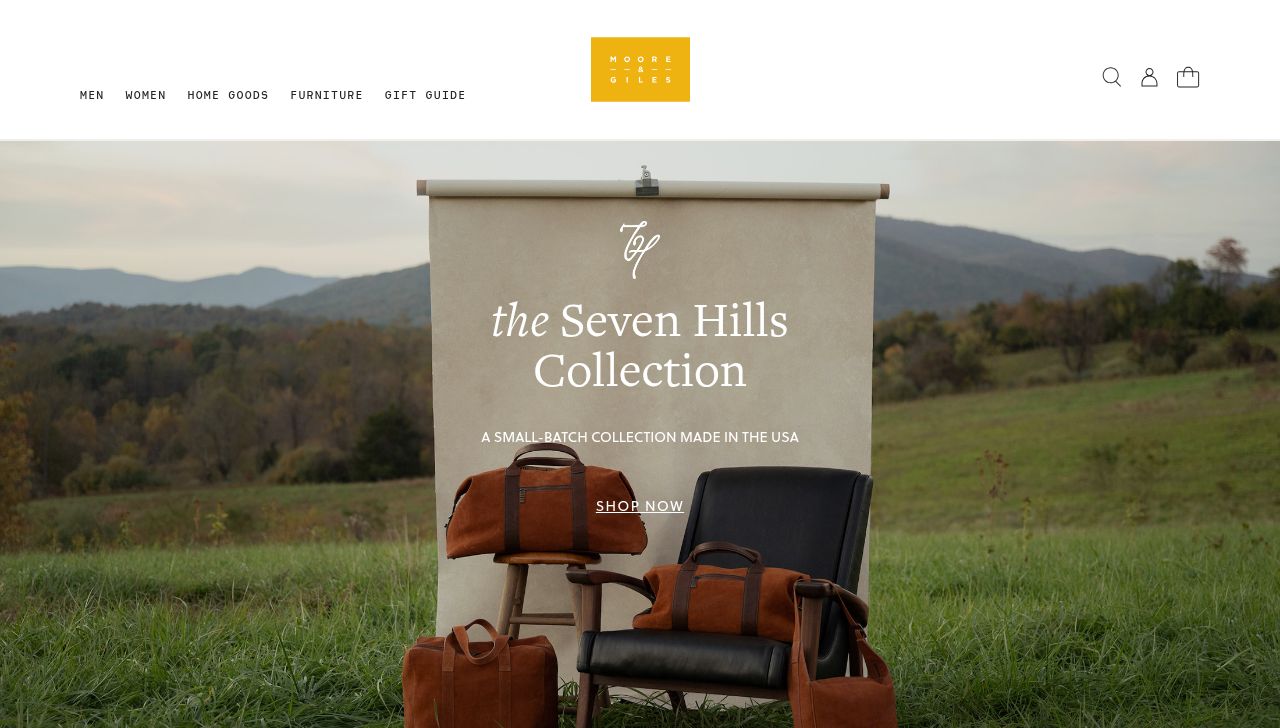 MOORE
&
GILES
MEN WOMEN HOME GOODS FURNITURE GIFT GUIDE
7H
the Seven Hills
Collection
A SMALL-BATCH COLLECTION MADE IN THE USA
SHOP NOW